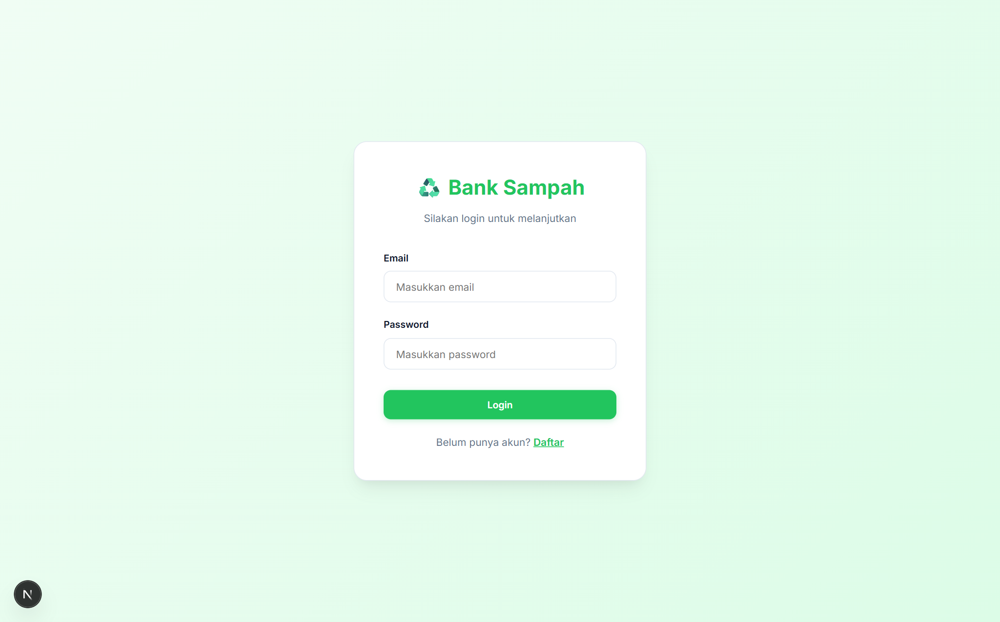 Bank Sampah
Silakan login untuk melanjutkan
Email
Masukkan email
Password
Masukkan password
Login
Belum punya akun? Daftar
N